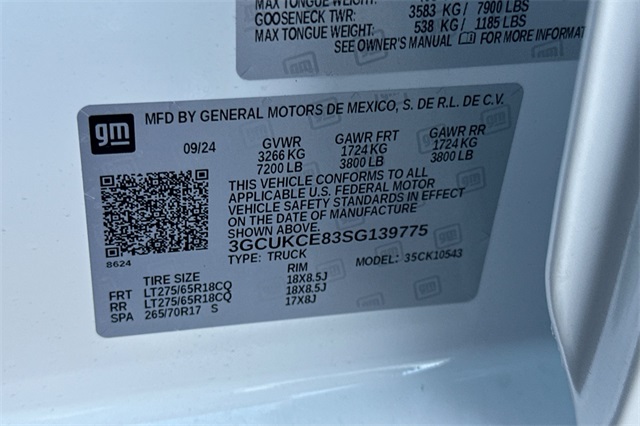 MAX TONGUE WEIGHT:
GOOSENECK TWR: 3583 KG / 7900 LBS
MAX TONGUE WEIGHT: 538 KG / 1185 LBS
SEE OWNER'S MANUAL FOR MORE INFORMAT
gm
MFD BY GENERAL MOTORS DE MEXICO, S. DE R.L. DE C.V.
09/24 GVWR GAWR FRT GAWR RR
3266 KG 1724 KG 1724 KG
7200 LB 3800 LB 3800 LB
THIS VEHICLE CONFORMS TO ALL
APPLICABLE U.S. FEDERAL MOTOR
VEHICLE SAFETY STANDARDS IN EFFECT
ON THE DATE OF MANUFACTURE
SHOWN ABOVE.
3GCUKCE83SG139775
8624
TYPE: TRUCK MODEL: 35CK10543
TIRE SIZE RIM
FRT LT275/65R18CQ 18X8.5J
RR LT275/65R18CQ 18X8.5J
SPA 265/70R17 S 17X8J